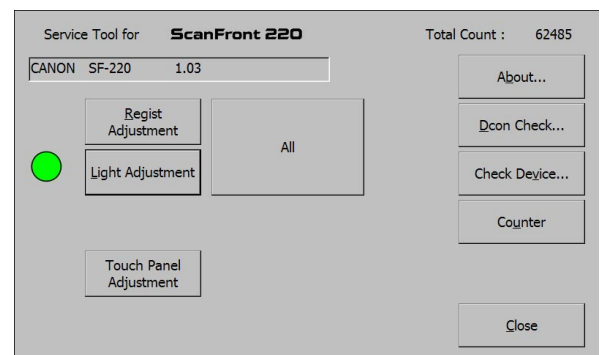 Service Tool for ScanFront 220 Total Count : 62485
CANON SF-220 1.03
About...
Regist
Adjustment
All
Dcon Check...
Light Adjustment
Check Device...
Counter
Touch Panel
Adjustment
Close